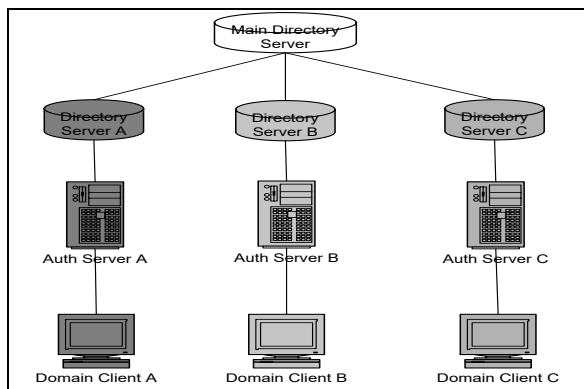 Main Directory
Server
Directory
Server A
Directory
Server B
Directory
Server C
Auth Server A
Auth Server B
Auth Server C
Domain Client A
Domain Client B
Domain Client C